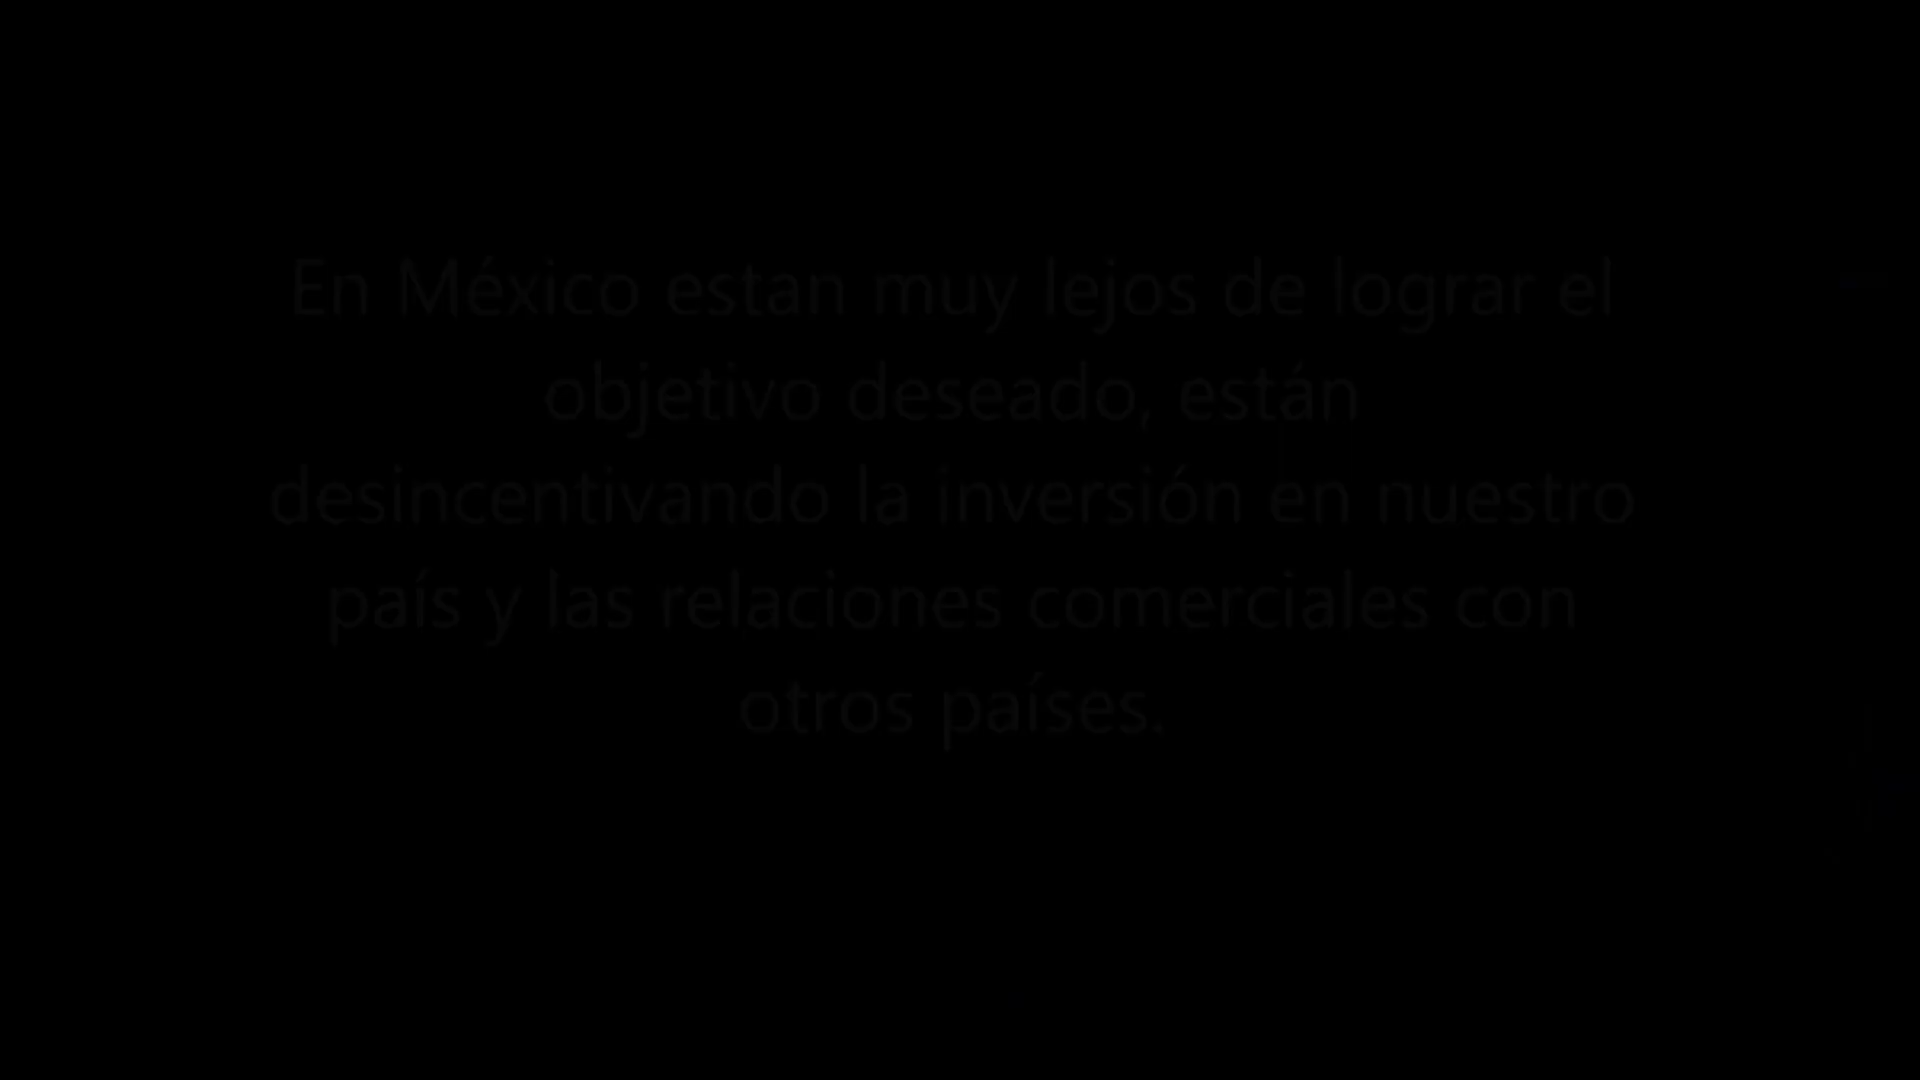 En México estan muy lejos de lograr el
objetivo deseado, están
desincentivando la inversión en nuestro
país y las relaciones comerciales con
otros países.